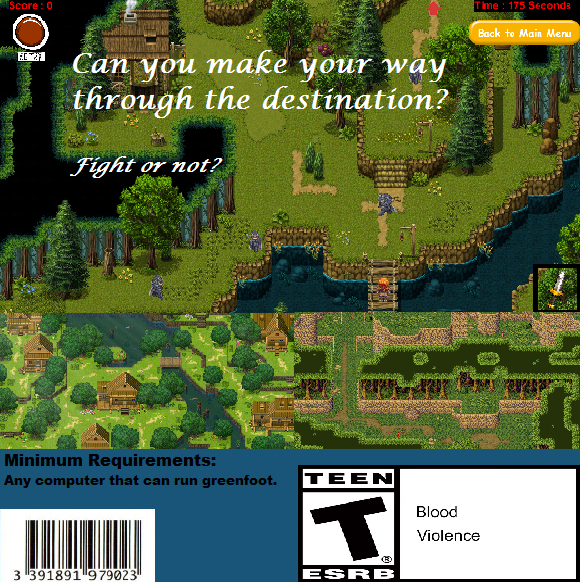 Score : 0
Time : 175 Seconds
Back to Main Menu
Can you make your way
through the destination?
Fight or not?
Minimum Requirements:
Any computer that can run greenfoot.
TEEN
T
®
ESRB
Blood
Violence
3 391891 979023